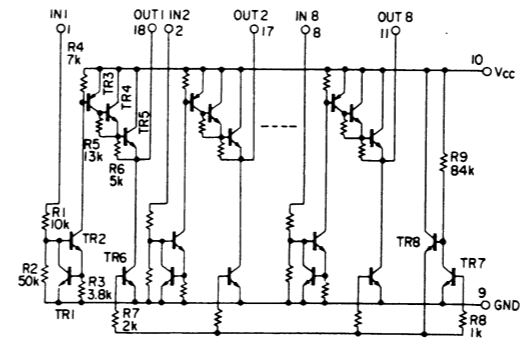 IN1 OUT1 IN2 OUT2 IN8 OUT8
1 18 2 17 8 11
R4
7k
TR3
TR4
TR5
10
Vcc
R5
13k
R6
5k
R9
84k
R1
10k
TR2
R2
50k
TR6
TR8
TR7
R3
3.8k
TR1
R7
2k
9
GND
R8
1k